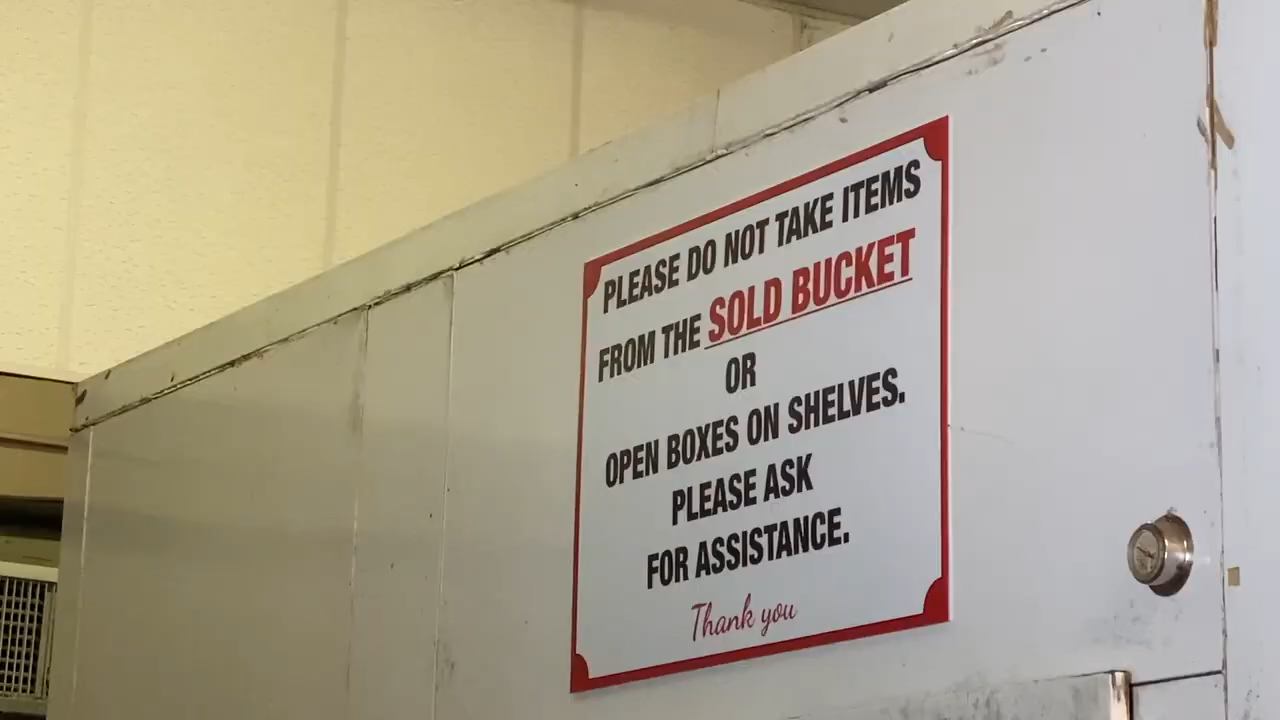 PLEASE DO NOT TAKE ITEMS
FROM THE SOLD BUCKET
OR
OPEN BOXES ON SHELVES.
PLEASE ASK
FOR ASSISTANCE.
Thank you